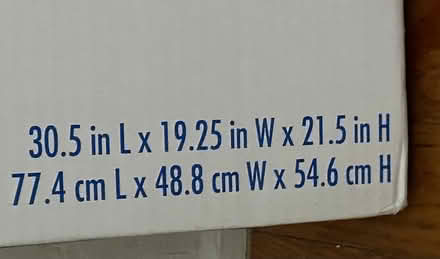 30.5 in L x 19.25 in W x 21.5 in H
77.4 cm L x 48.8 cm W x 54.6 cm H